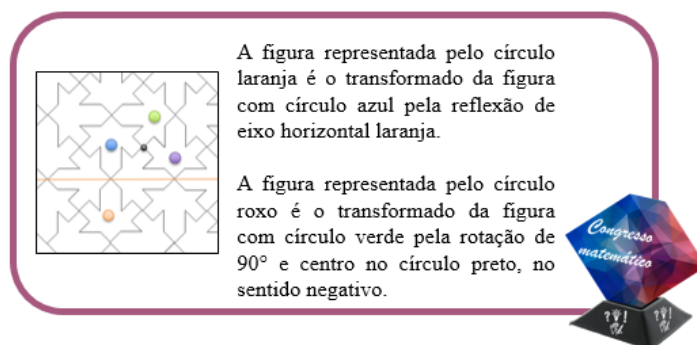 A figura representada pelo círculo
laranja é o transformado da figura
com círculo azul pela reflexão de
eixo horizontal laranja.
A figura representada pelo círculo
roxo é o transformado da figura
com círculo verde pela rotação de
90° e centro no círculo preto, no
sentido negativo.
Congresso
matemático